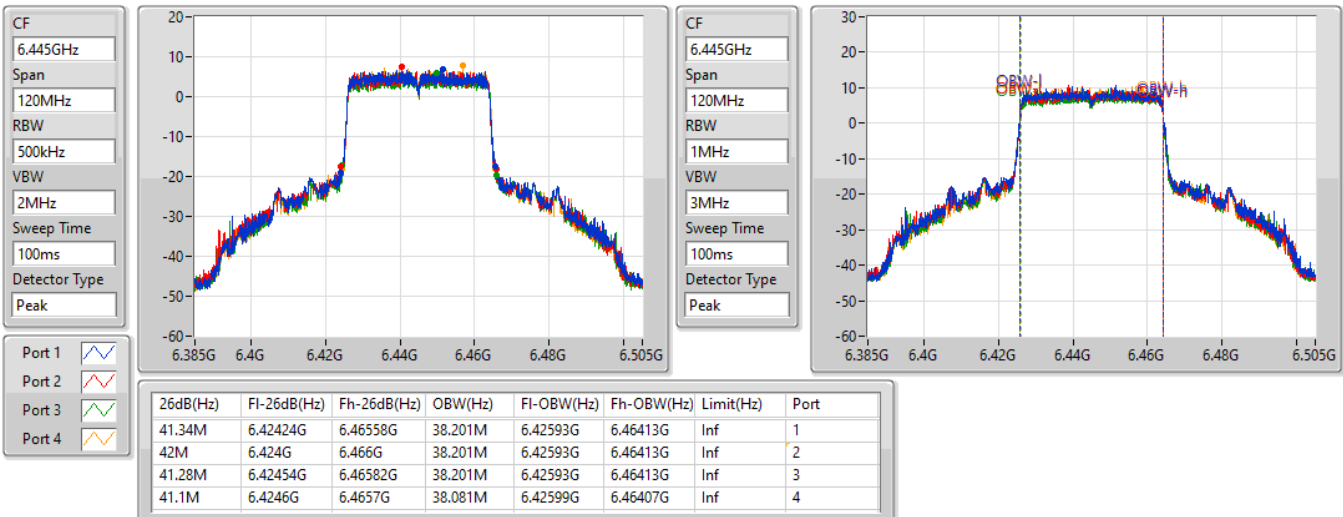 CF
6.445GHz
Span
120MHz
RBW
500kHz
VBW
2MHz
Sweep Time
100ms
Detector Type
Peak
20
10
0
-10
-20
-30
-40
-50
-60
6.385G 6.4G 6.42G 6.44G 6.46G 6.48G 6.505G
CF
6.445GHz
Span
120MHz
RBW
1MHz
VBW
3MHz
Sweep Time
100ms
Detector Type
Peak
30
20
10
0
-10
-20
-30
-40
-50
-60
OBW-l
OBW-h
6.385G 6.4G 6.42G 6.44G 6.46G 6.48G 6.505G
Port 1
Port 2
Port 3
Port 4
26dB(Hz) Fl-26dB(Hz) Fh-26dB(Hz) OBW(Hz) Fl-OBW(Hz) Fh-OBW(Hz) Limit(Hz) Port
41.34M 6.42424G 6.46558G 38.201M 6.42593G 6.46413G Inf 1
42M 6.424G 6.466G 38.201M 6.42593G 6.46413G Inf 2
41.28M 6.42454G 6.46582G 38.201M 6.42593G 6.46413G Inf 3
41.1M 6.4246G 6.4657G 38.081M 6.42599G 6.46407G Inf 4